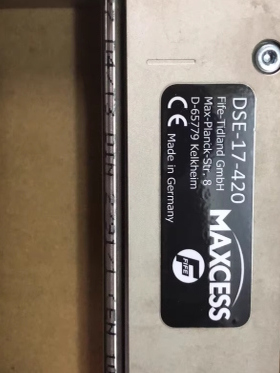 DSE-17-420
Fife-Tidland GmbH
Max-Planck-Str. 8
D-65779 Kelkheim
CE Made in Germany
MAXCESS
FIFE